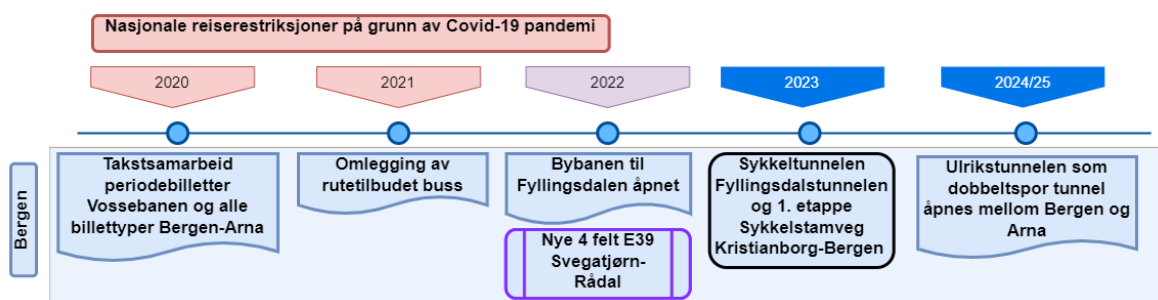 Nasjonale reiserestriksjoner på grunn av Covid-19 pandemi
2020
2021
2022
2023
2024/25
Bergen
Takstsamarbeid
periodebilletter
Vossebanen og alle
billettyper Bergen-Arna
Omlegging av
rutetilbudet buss
Bybanen til
Fyllingsdalen åpnet
Nye 4 felt E39
Svegatjørn-
Rådal
Sykkeltunnelen
Fyllingsdalstunnelen
og 1. etappe
Sykkelstamveg
Kristianborg-Bergen
Ulrikstunnelen som
dobbeltspor tunnel
åpnes mellom Bergen og
Arna